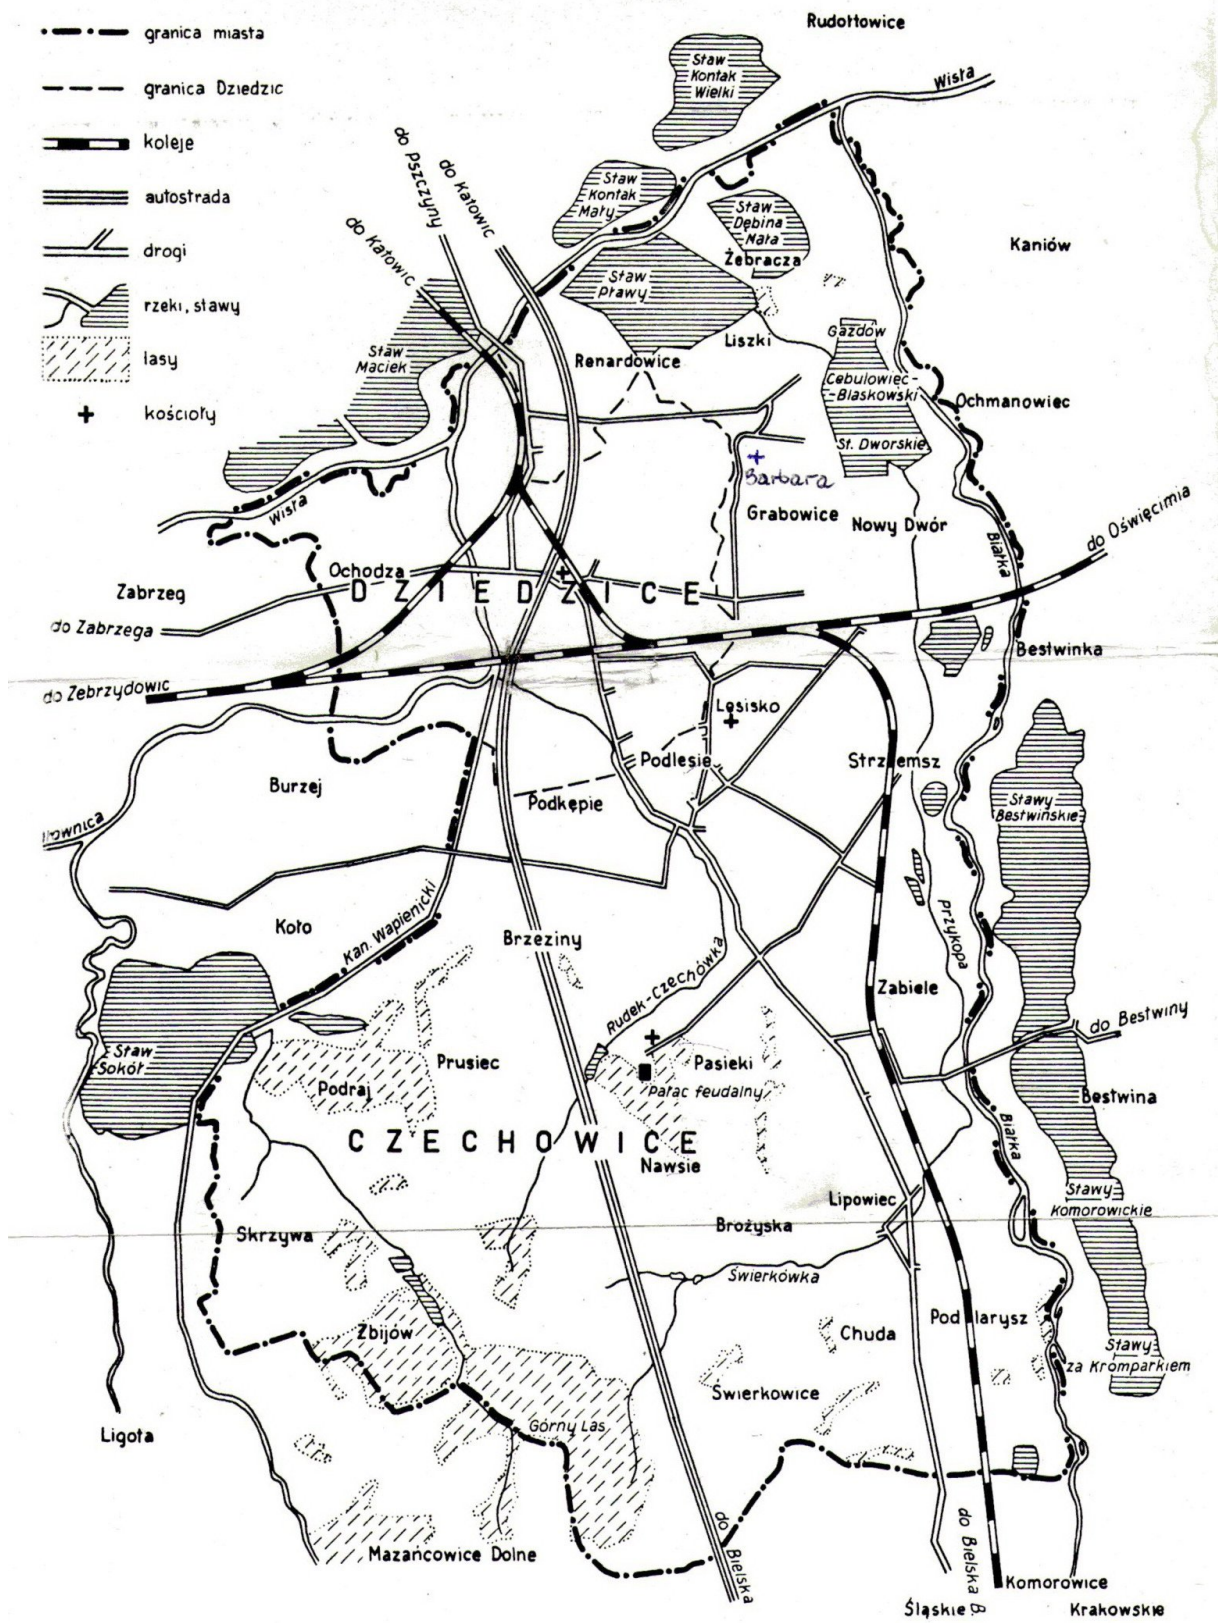 granica miasta
granica Dziedzic
koleje
autostrada
drogi
rzeki, stawy
lasy
kościoły
Rudołtowice
Staw
Kontak
Wielki
Wisła
do Pszczyny
do Katowic
do Katowic
Staw
Kontak
Mały
Staw
Dębina
Mała
Żebracza
Kaniów
Staw
Prawy
Gazdów
Liszki
Staw
Maciek
Renardowice
Cebulowiec-
-Blaskowski
Ochmanowiec
St. Dworskie
Barbara
Wisła
Grabowice
Nowy Dwór
do Oświęcimia
Białka
Ochodza
Zabrzeg
DZIEDZICE
do Zabrzega
Bestwinka
do Zebrzydowic
Lesisko
Podlesie
Strzemsz
Burzej
Podkępie
Stawy
Bestwińskie
Iłownica
Koło
Kan. Wapienicki
Brzeziny
Przykopa
Rudek-Czechówka
Zabiele
do Bestwiny
Staw
Sokół
Prusiec
Pasieki
Podraj
pałac feudalny
Bestwina
CZECHOWICE
Białka
Nawsie
Lipowiec
Stawy
Komorowickie
Skrzywa
Brożyska
Świerkówka
Zbijów
Chuda
Stawy
za Kromparkiem
Świerkowice
Górny Las
Ligota
do Bielska
do Bielska B.
Mazańcowice Dolne
Komorowice
Śląskie
Krakowskie